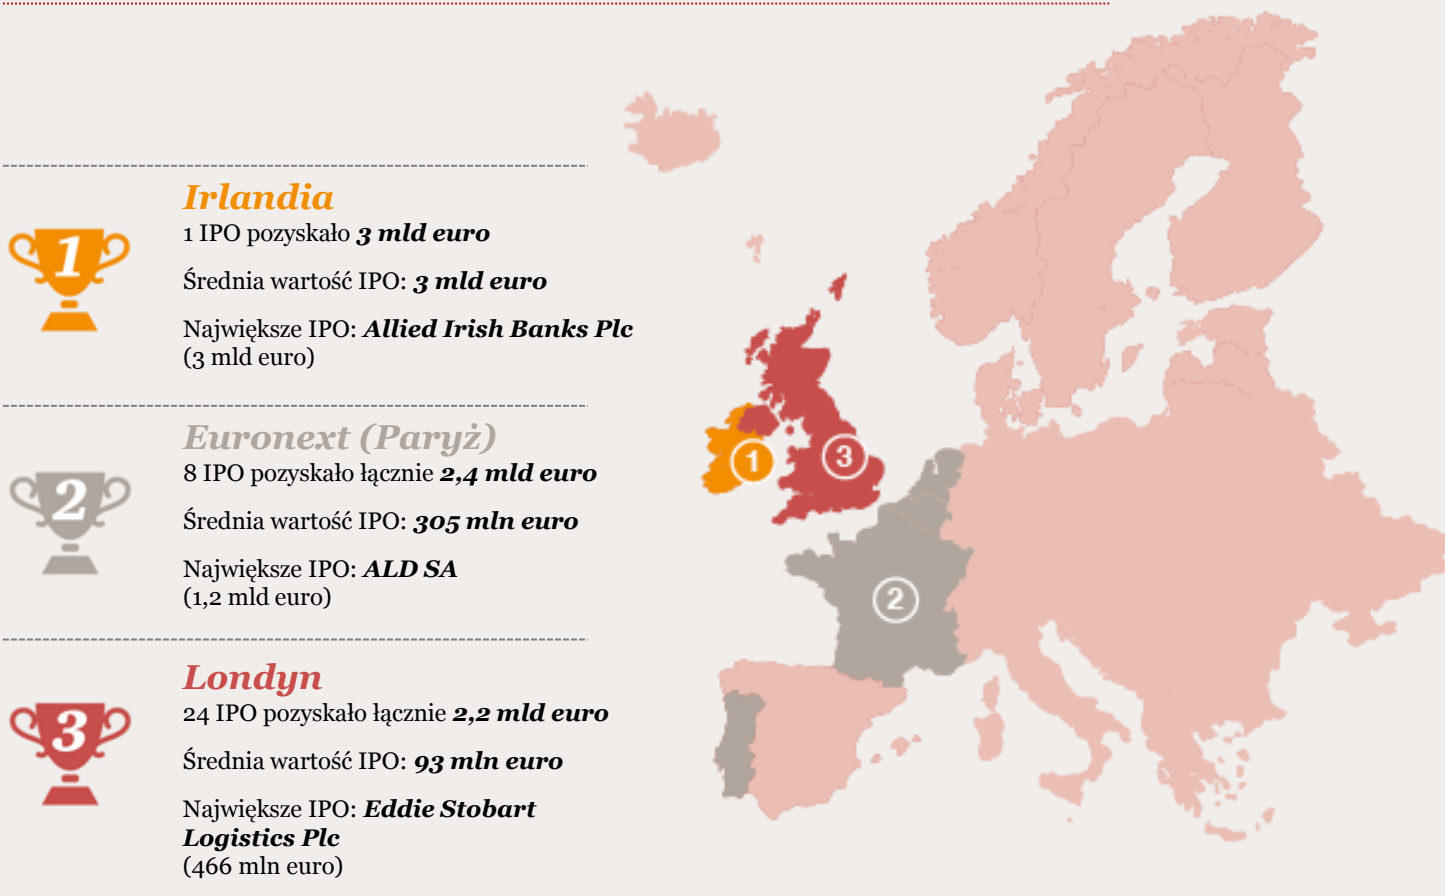 Irlandia
1
1 IPO pozyskało 3 mld euro
Średnia wartość IPO: 3 mld euro
Największe IPO: Allied Irish Banks Plc
(3 mld euro)
Euronext (Paryż)
2
8 IPO pozyskało łącznie 2,4 mld euro
Średnia wartość IPO: 305 mln euro
Największe IPO: ALD SA
(1,2 mld euro)
Londyn
3
24 IPO pozyskało łącznie 2,2 mld euro
Średnia wartość IPO: 93 mln euro
Największe IPO: Eddie Stobart
Logistics Plc
(466 mln euro)
1
3
2